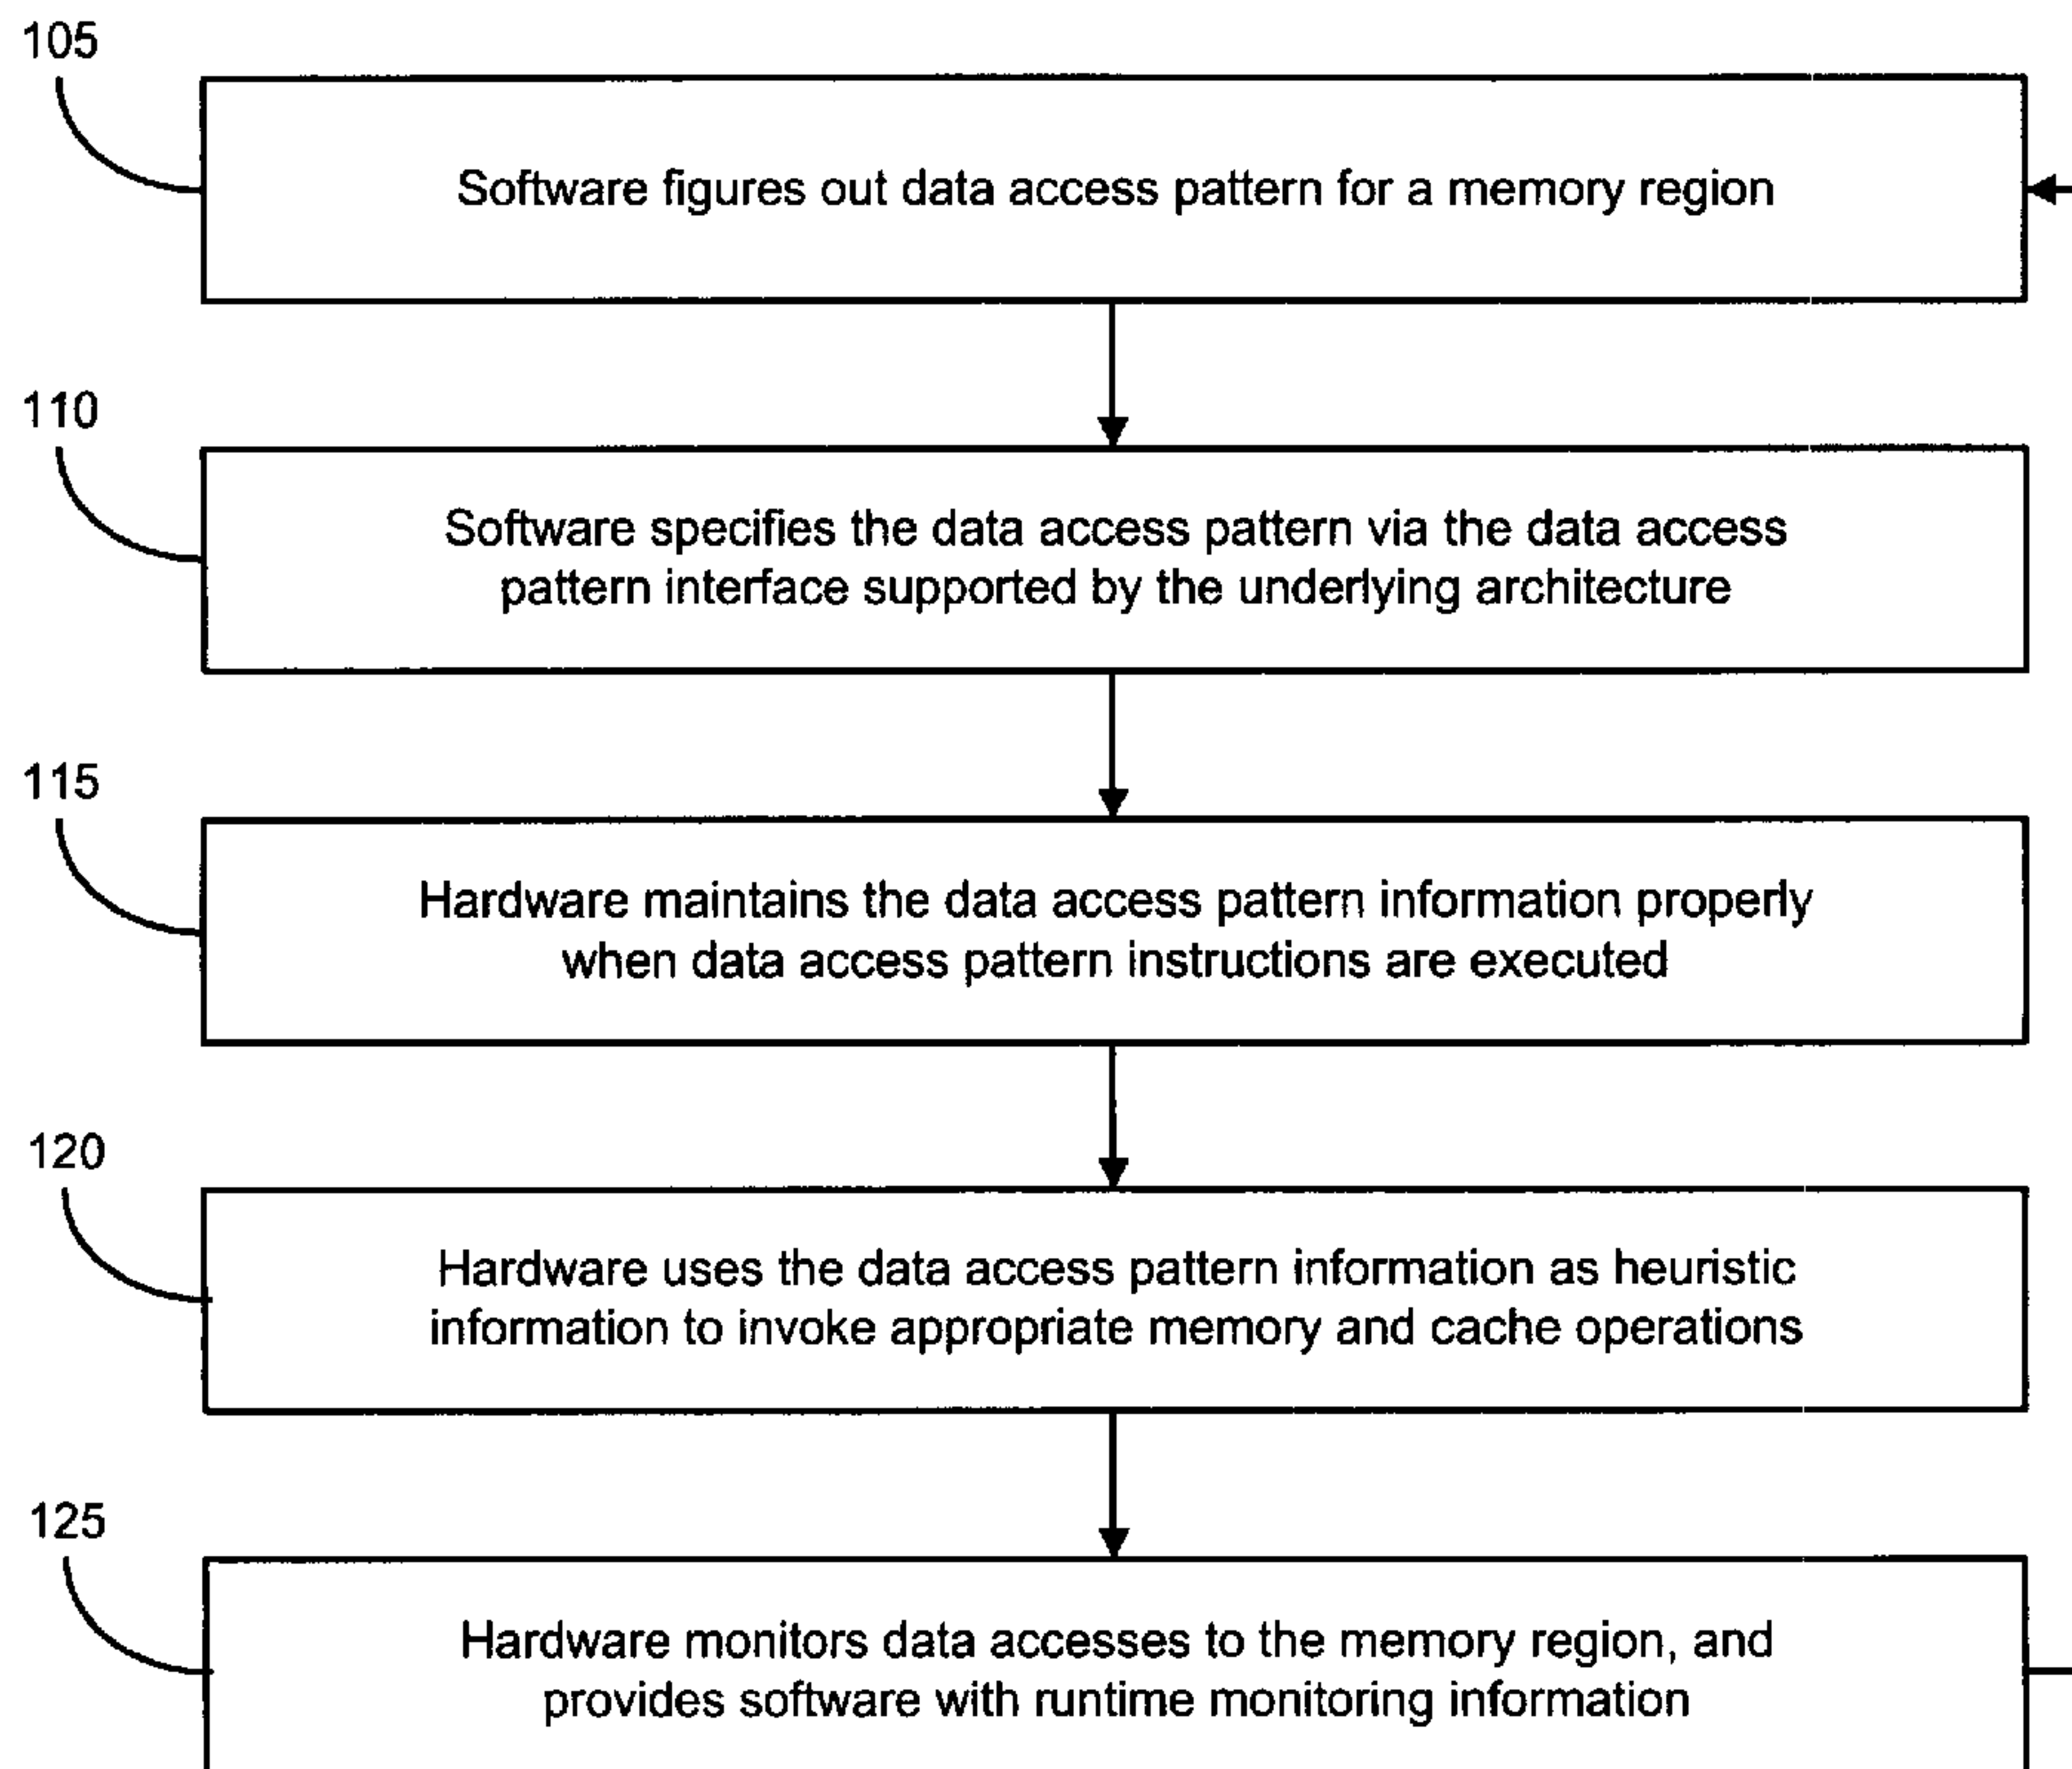 105
Software figures out data access pattern for a memory region
110
Software specifies the data access pattern via the data access
pattern interface supported by the underlying architecture
115
Hardware maintains the data access pattern information properly
when data access pattern instructions are executed
120
Hardware uses the data access pattern information as heuristic
information to invoke appropriate memory and cache operations
125
Hardware monitors data accesses to the memory region, and
provides software with runtime monitoring information